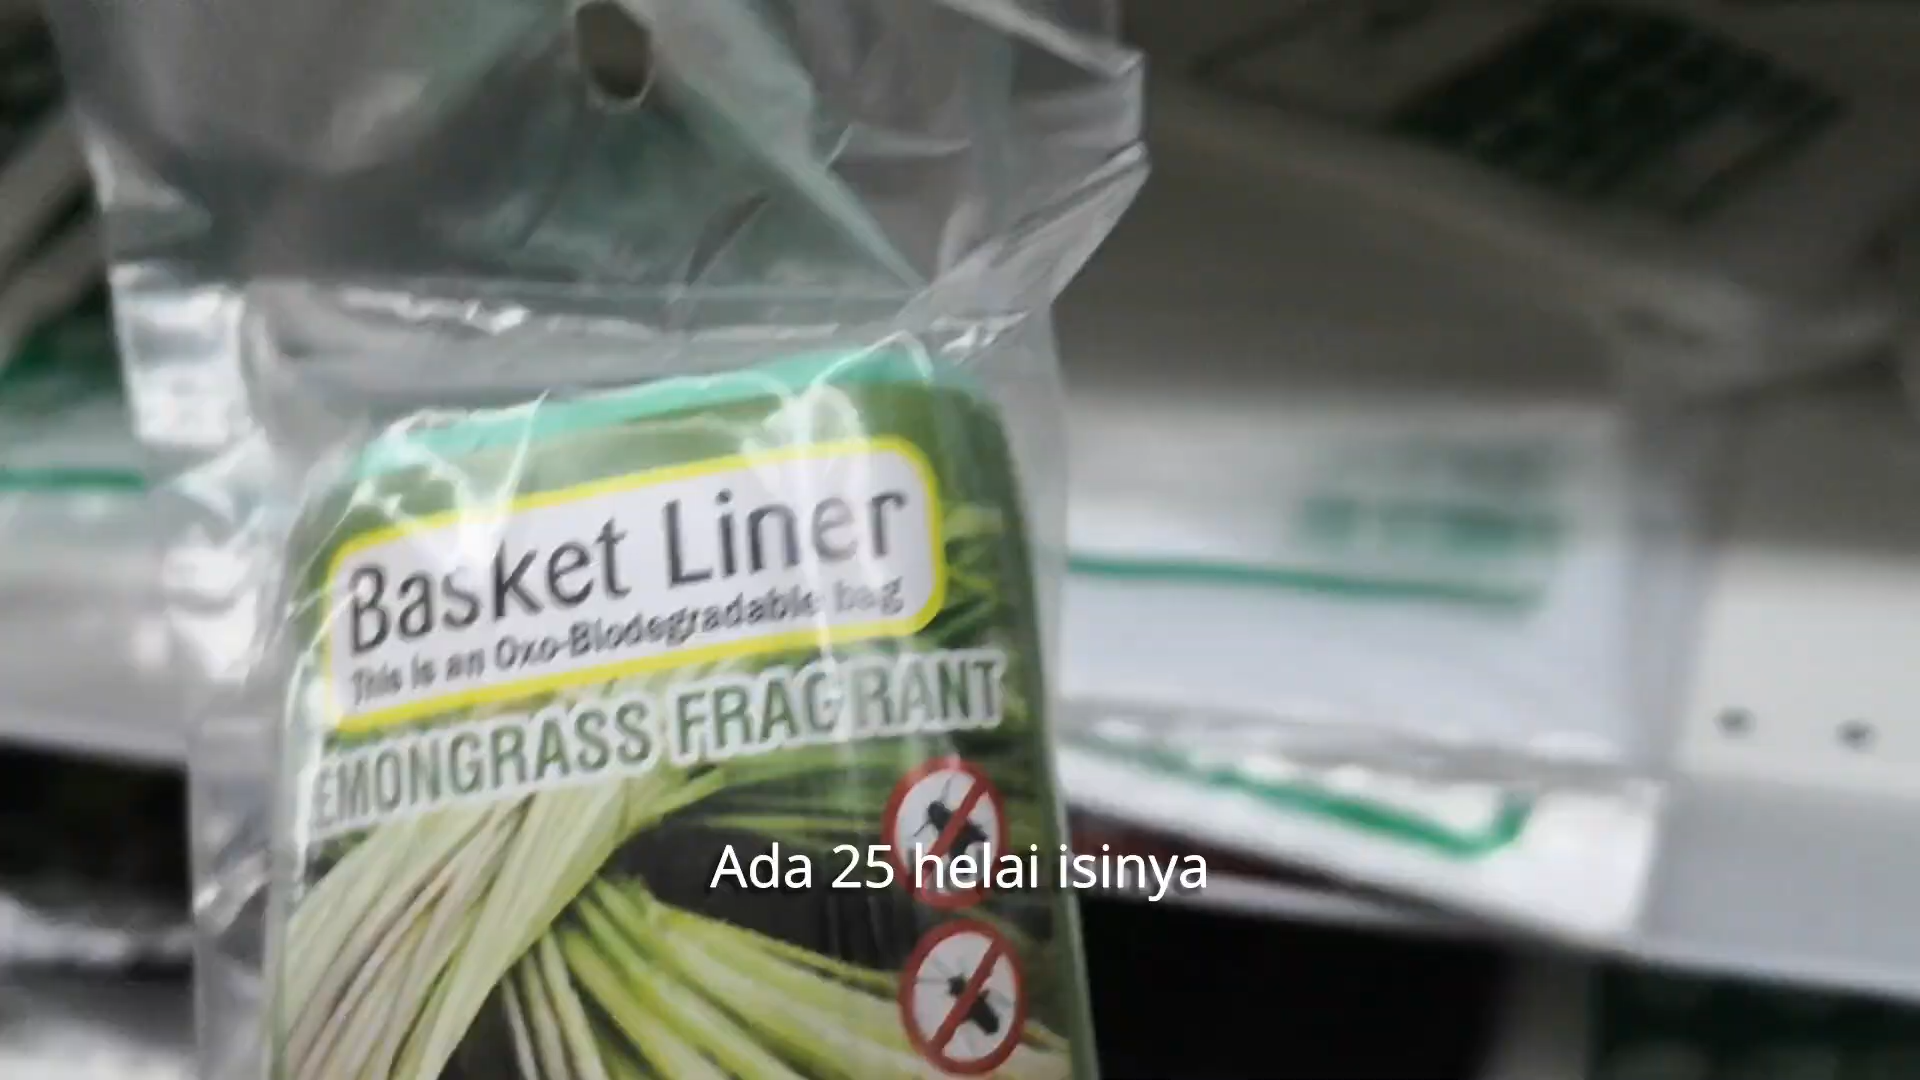 Basket Liner
This is an Oxo-Biodegradable bag
EMONGRASS FRAGRANT
Ada 25 helai isinya